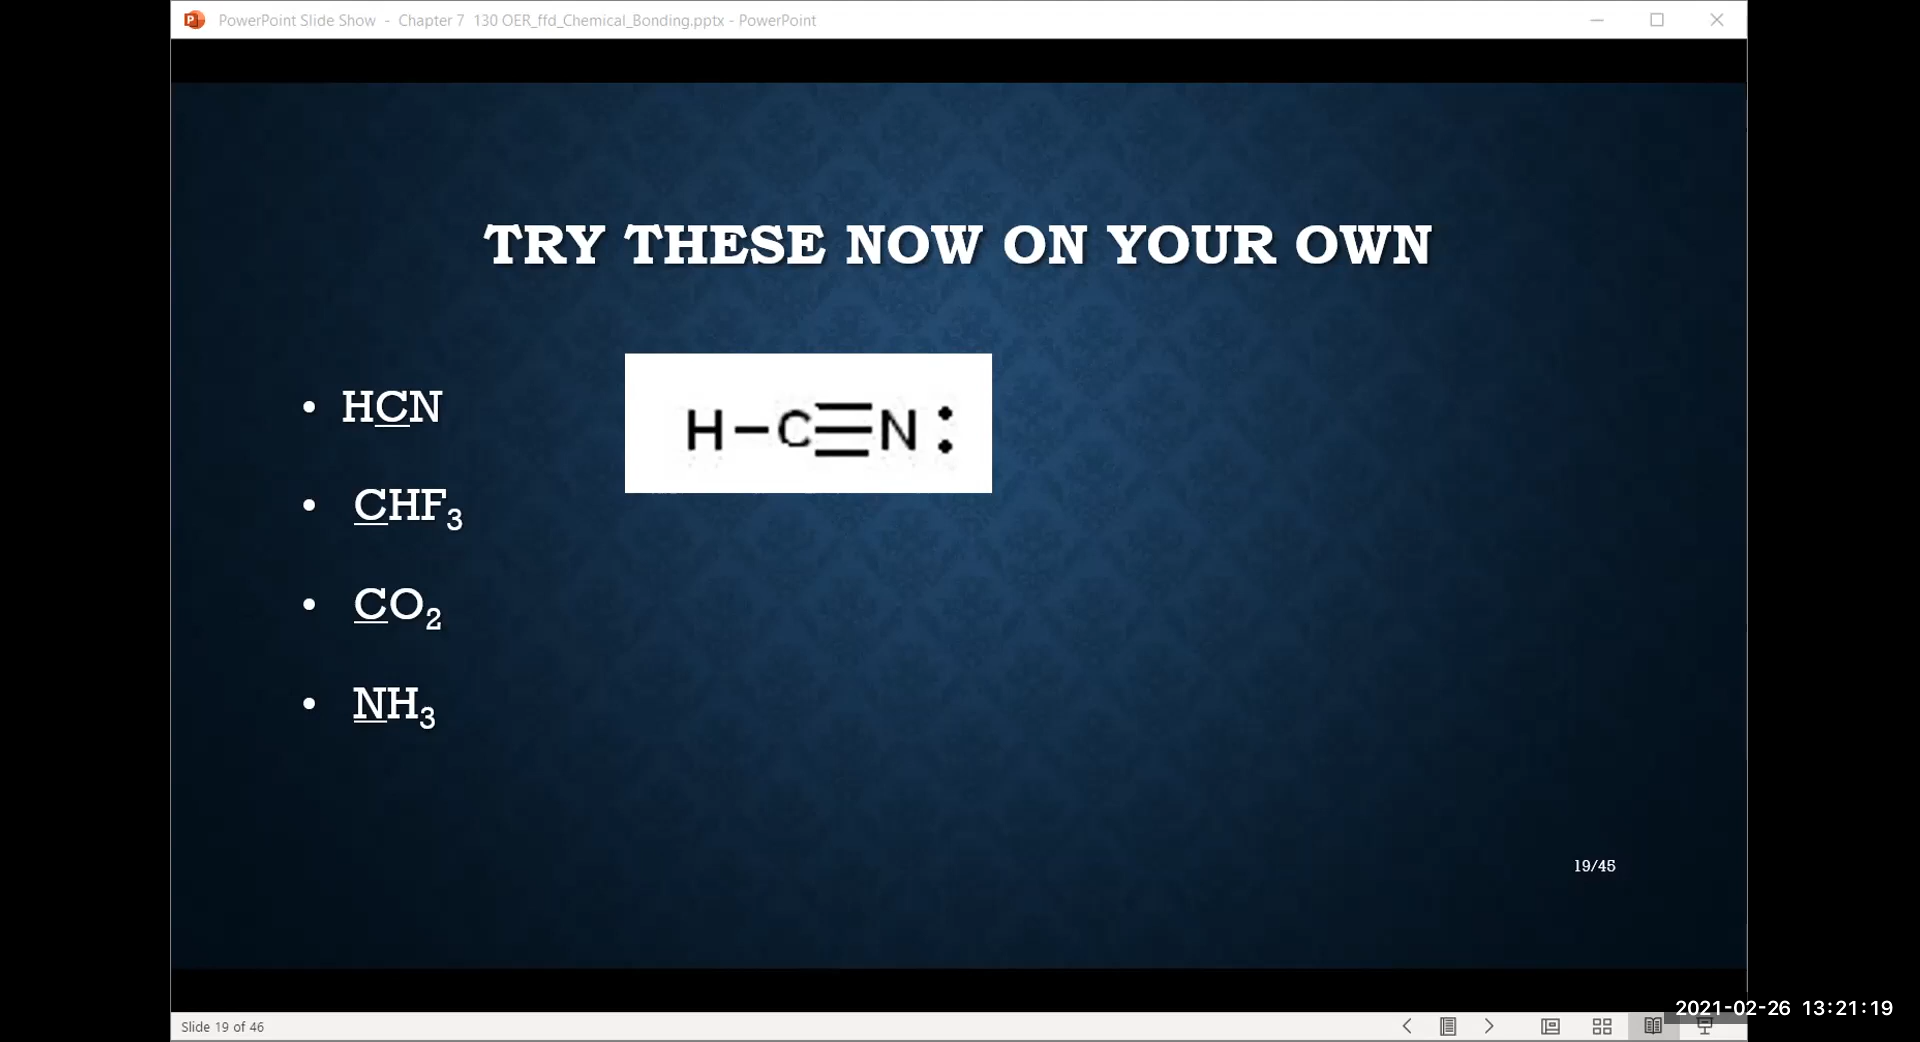 PowerPoint Slide Show - Chapter 7 130 OER_ffd_Chemical_Bonding.pptx - PowerPoint
TRY THESE NOW ON YOUR OWN
• HCN
H−C≡N:
• CHF₃
• CO₂
• NH₃
19/45
2021-02-26 13:21:19
Slide 19 of 46